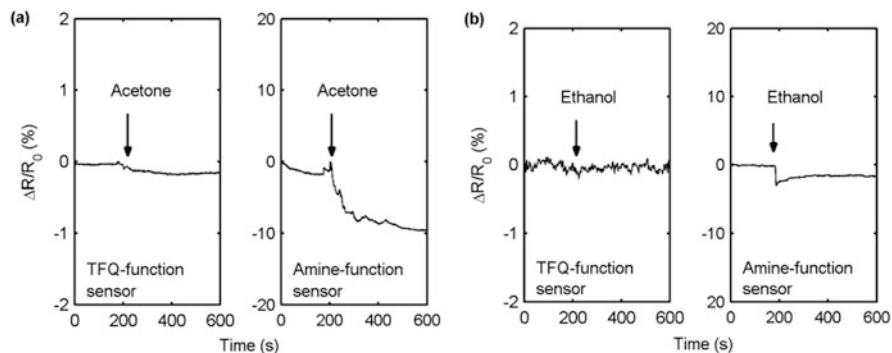 (a)
2
1
0
-1
-2
ΔR/R0 (%)
Acetone
TFQ-function
sensor
0 200 400 600
20
10
0
-10
-20
Acetone
Amine-function
sensor
0 200 400 600
Time (s)
(b)
2
1
0
1
2
ΔR/R0 (%)
Ethanol
TFQ-function
sensor
0 200 400 600
20
10
0
10
20
Ethanol
Amine-function
sensor
0 200 400 600
Time (s)